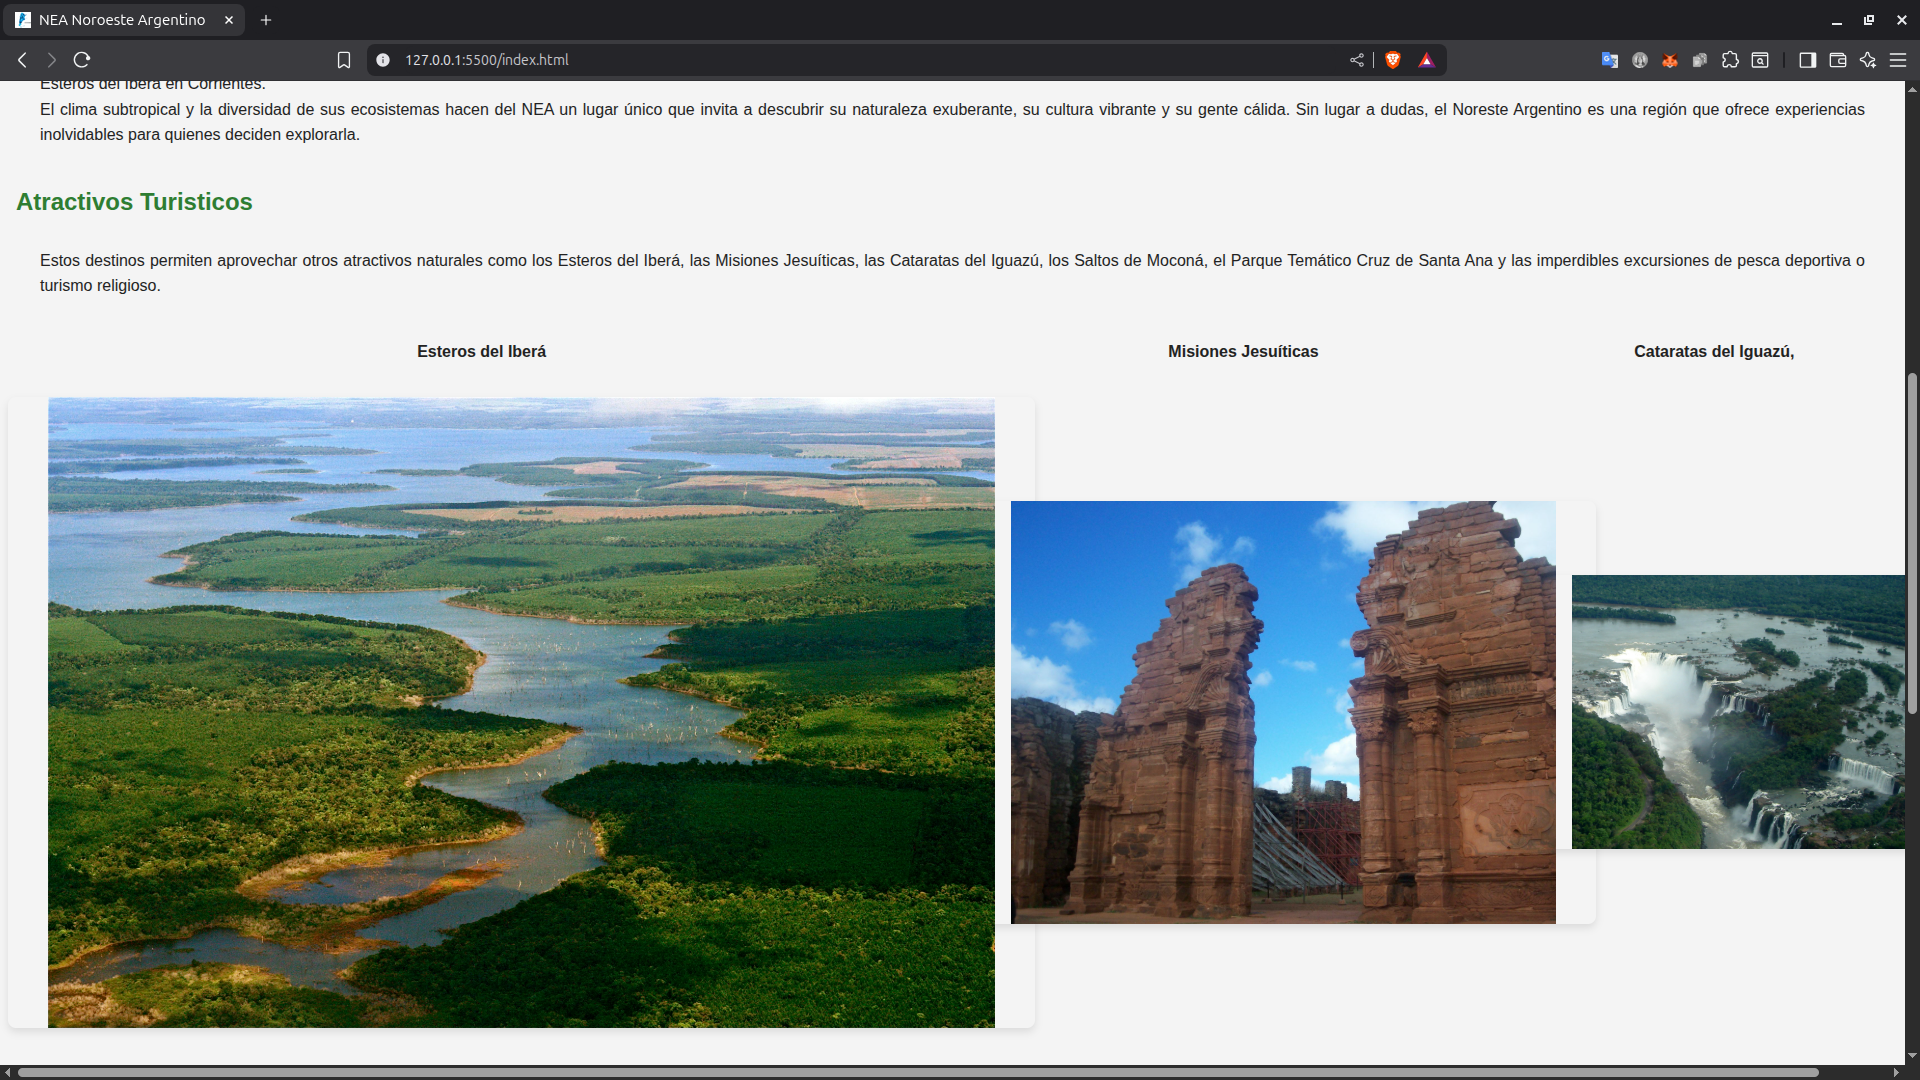 NEA Noroeste Argentino
127.0.0.1:5500/index.html
Esteros del Iberá en Corrientes.
El clima subtropical y la diversidad de sus ecosistemas hacen del NEA un lugar único que invita a descubrir su naturaleza exuberante, su cultura vibrante y su gente cálida. Sin lugar a dudas, el Noreste Argentino es una región que ofrece experiencias
inolvidables para quienes deciden explorarla.
Atractivos Turisticos
Estos destinos permiten aprovechar otros atractivos naturales como los Esteros del Iberá, las Misiones Jesuíticas, las Cataratas del Iguazú, los Saltos de Moconá, el Parque Temático Cruz de Santa Ana y las imperdibles excursiones de pesca deportiva o
turismo religioso.
Esteros del Iberá
Misiones Jesuíticas
Cataratas del Iguazú,